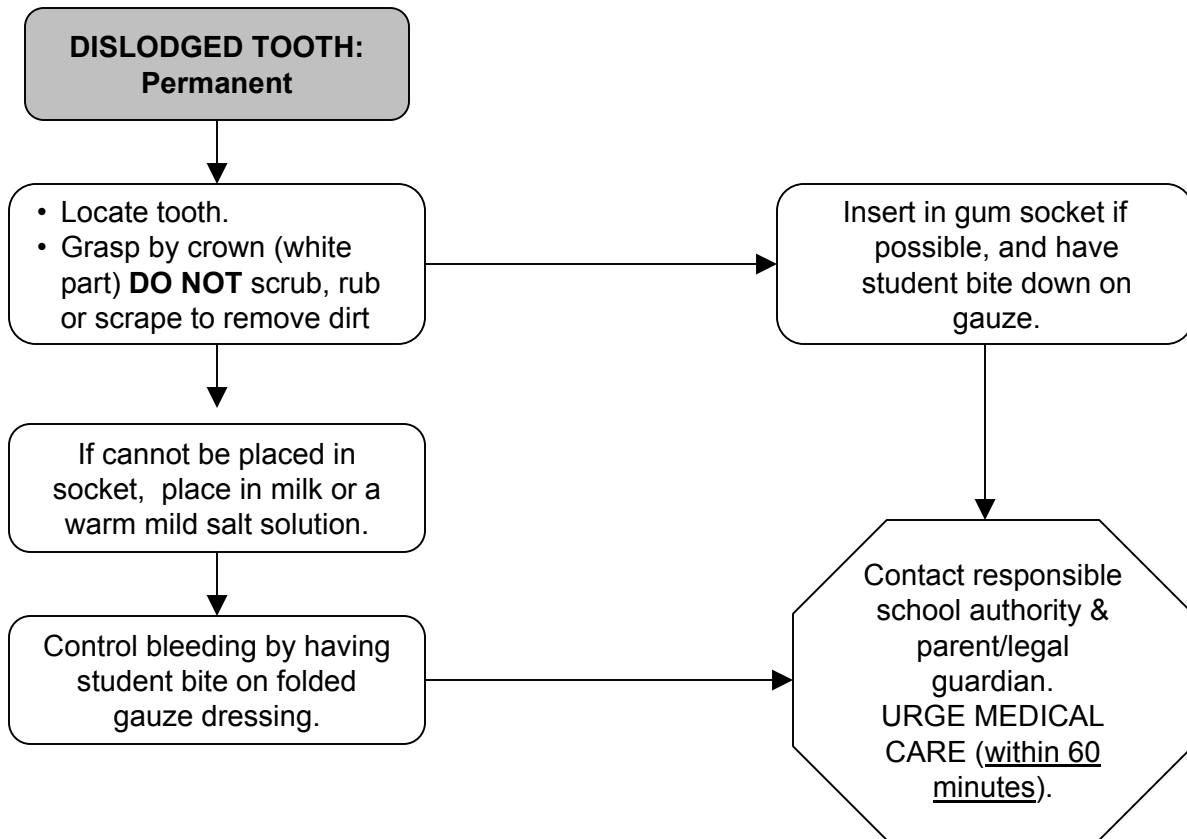 DISLODGED TOOTH:
Permanent
• Locate tooth.
• Grasp by crown (white
part) DO NOT scrub, rub
or scrape to remove dirt
Insert in gum socket if
possible, and have
student bite down on
gauze.
If cannot be placed in
socket, place in milk or a
warm mild salt solution.
Control bleeding by having
student bite on folded
gauze dressing.
Contact responsible
school authority &
parent/legal
guardian.
URGE MEDICAL
CARE (within 60
minutes).